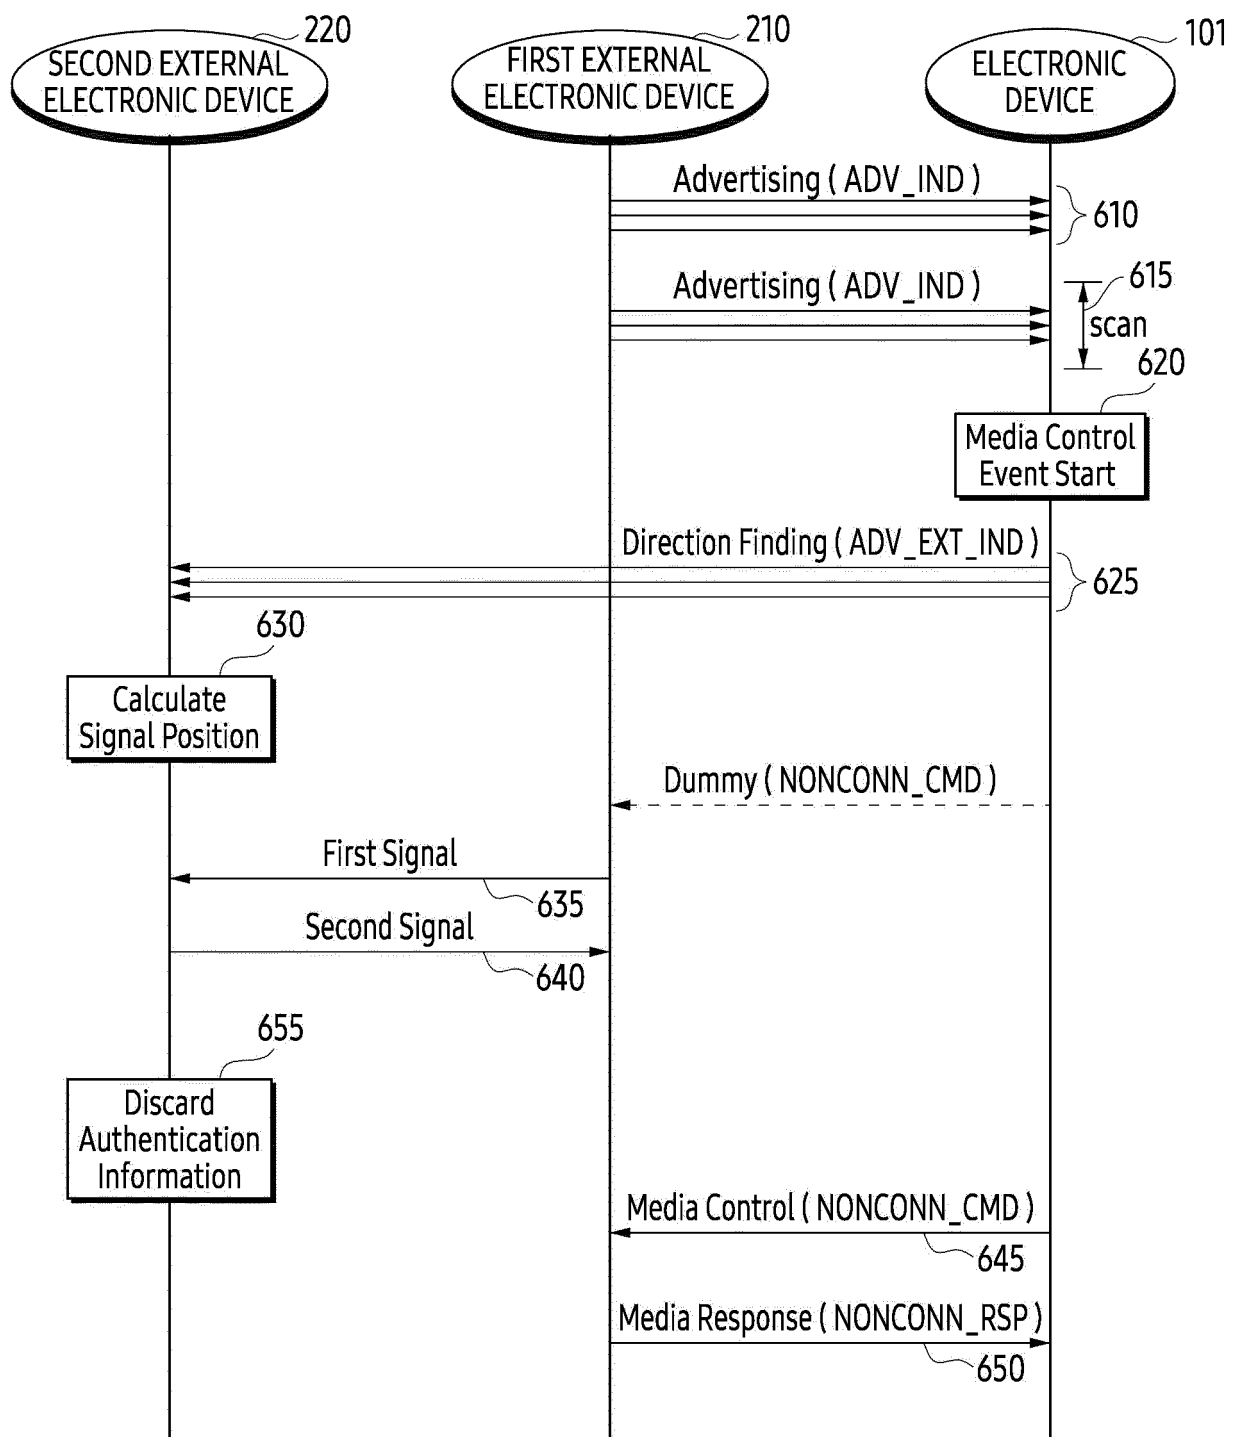 220
SECOND EXTERNAL
ELECTRONIC DEVICE
210
FIRST EXTERNAL
ELECTRONIC DEVICE
101
ELECTRONIC
DEVICE
Advertising ( ADV_IND )
610
Advertising ( ADV_IND )
615
scan
620
Media Control
Event Start
Direction Finding ( ADV_EXT_IND )
625
630
Calculate
Signal Position
Dummy ( NONCONN_CMD )
First Signal
635
Second Signal
640
655
Discard
Authentication
Information
Media Control ( NONCONN_CMD )
645
Media Response ( NONCONN_RSP )
650